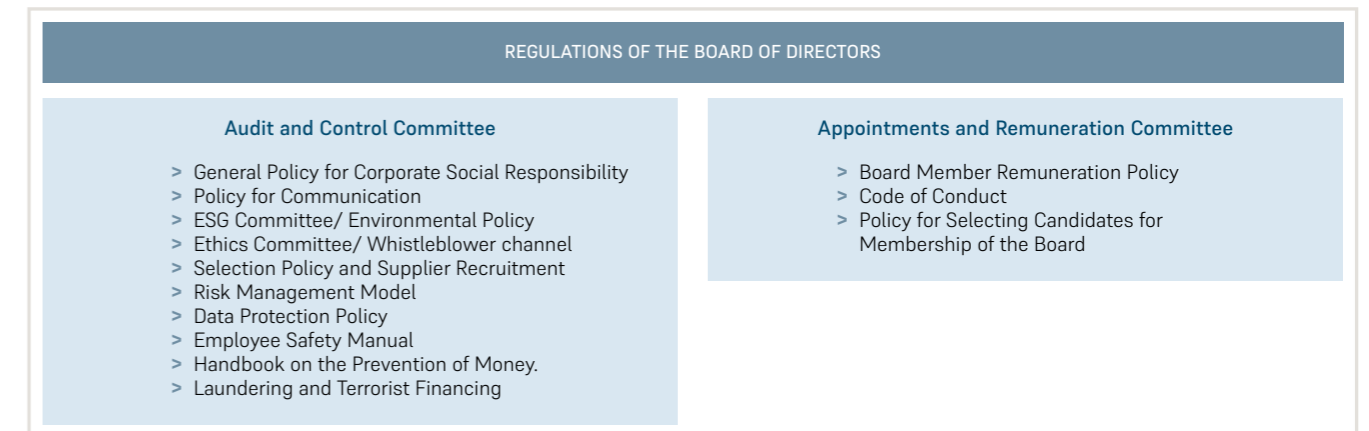 REGULATIONS OF THE BOARD OF DIRECTORS
Audit and Control Committee
> General Policy for Corporate Social Responsibility
> Policy for Communication
> ESG Committee/ Environmental Policy
> Ethics Committee/ Whistleblower channel
> Selection Policy and Supplier Recruitment
> Risk Management Model
> Data Protection Policy
> Employee Safety Manual
> Handbook on the Prevention of Money.
> Laundering and Terrorist Financing
Appointments and Remuneration Committee
> Board Member Remuneration Policy
> Code of Conduct
> Policy for Selecting Candidates for
Membership of the Board